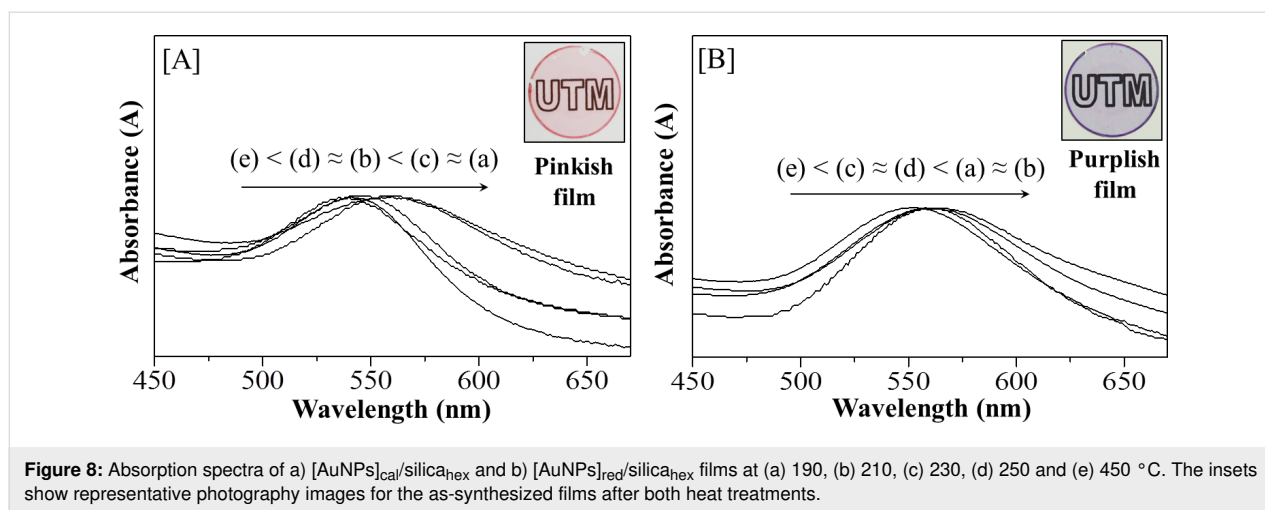 [A]
UTM
Pinkish
film
(e) < (d) ≈ (b) < (c) ≈ (a)
Absorbance (A)
450 500 550 600 650
Wavelength (nm)
[B]
UTM
Purplish
film
(e) < (c) ≈ (d) < (a) ≈ (b)
Absorbance (A)
450 500 550 600 650
Wavelength (nm)
Figure 8: Absorption spectra of a) [AuNPs]cal/silicahex and b) [AuNPs]red/silicahex films at (a) 190, (b) 210, (c) 230, (d) 250 and (e) 450 °C. The insets
show representative photography images for the as-synthesized films after both heat treatments.